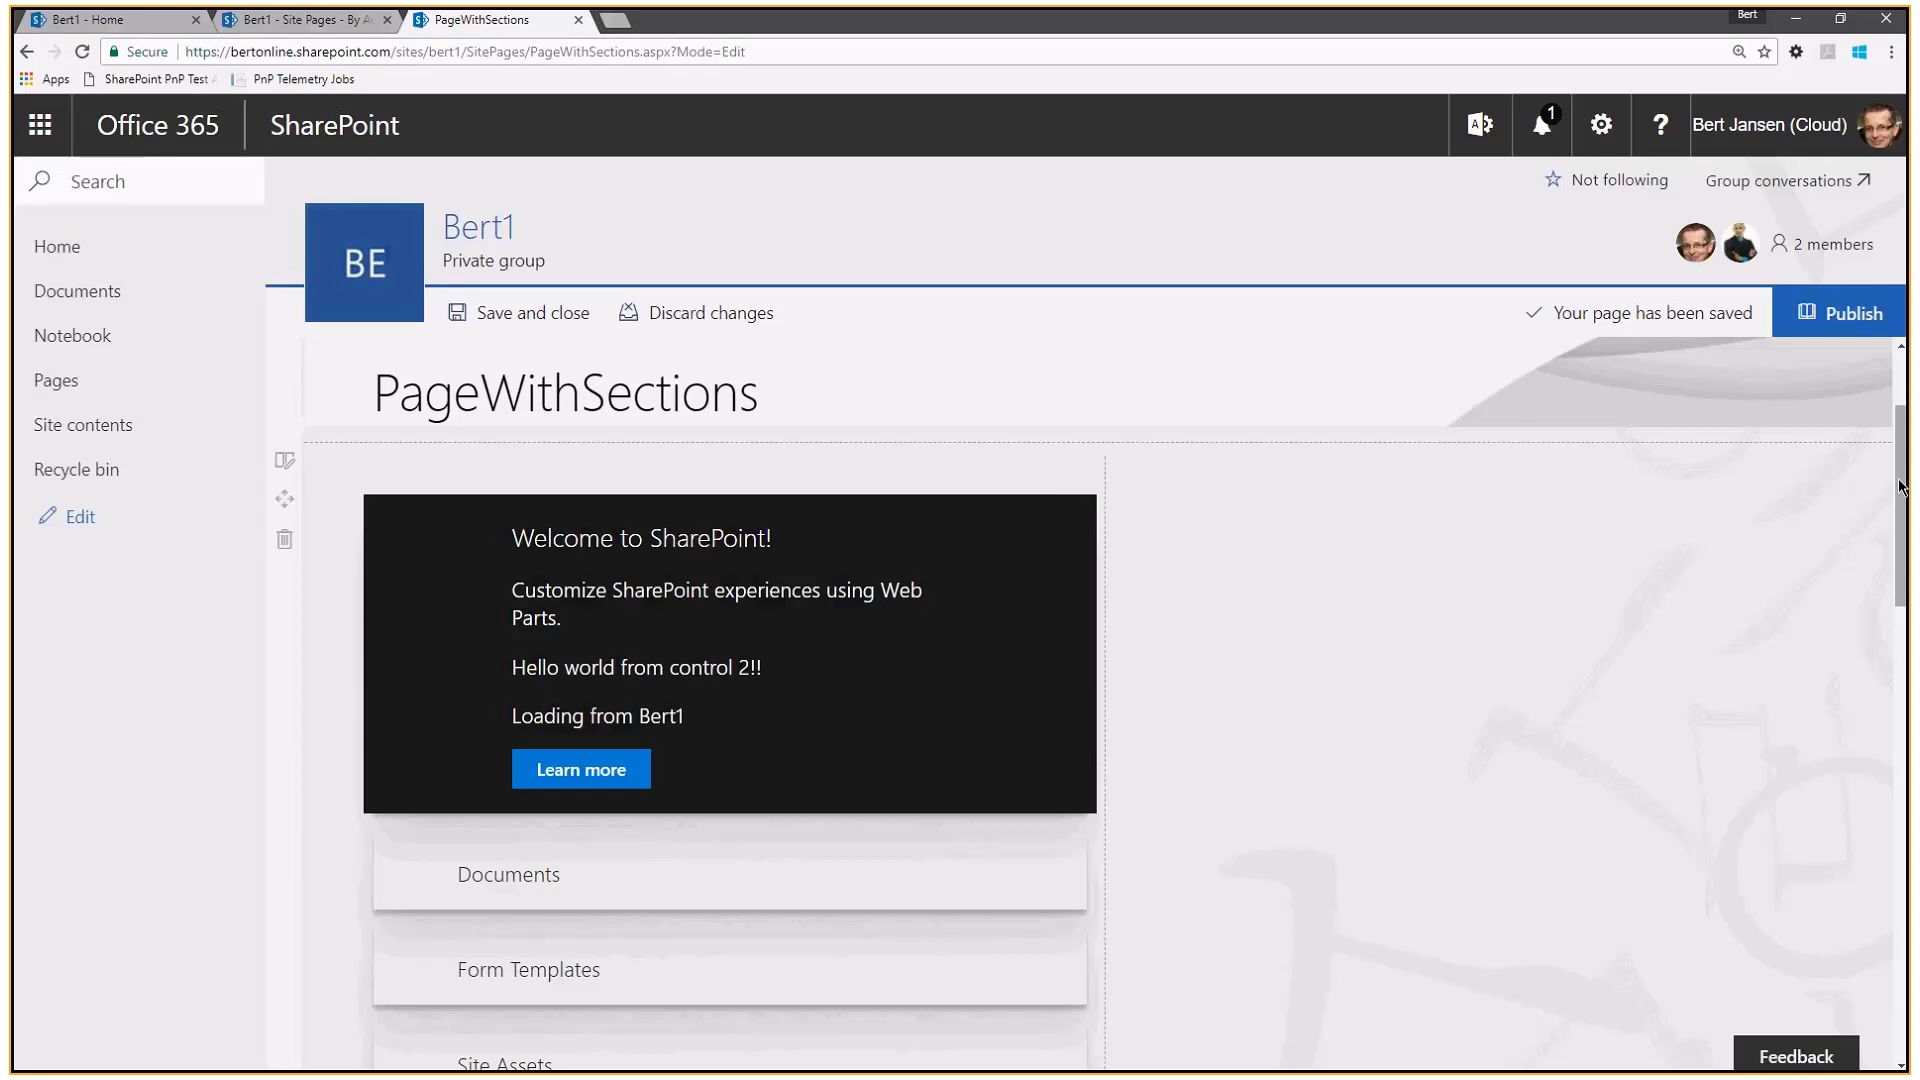 Bert1 - Home
Bert1 - Site Pages - By
PageWithSections
Bert
Secure
https://bertonline.sharepoint.com/sites/bert1/SitePages/PageWithSections.aspx?Mode=Edit
Apps
SharePoint PnP Test
PnP Telemetry Jobs
Office 365
SharePoint
A
1
?
Bert Jansen (Cloud)
Search
Not following
Group conversations
BE
Bert1
Private group
2 members
Home
Documents
Notebook
Pages
Site contents
Recycle bin
Edit
Save and close
Discard changes
Your page has been saved
Publish
PageWithSections
Welcome to SharePoint!
Customize SharePoint experiences using Web
Parts.
Hello world from control 2!!
Loading from Bert1
Learn more
Documents
Form Templates
Site Assets
Feedback